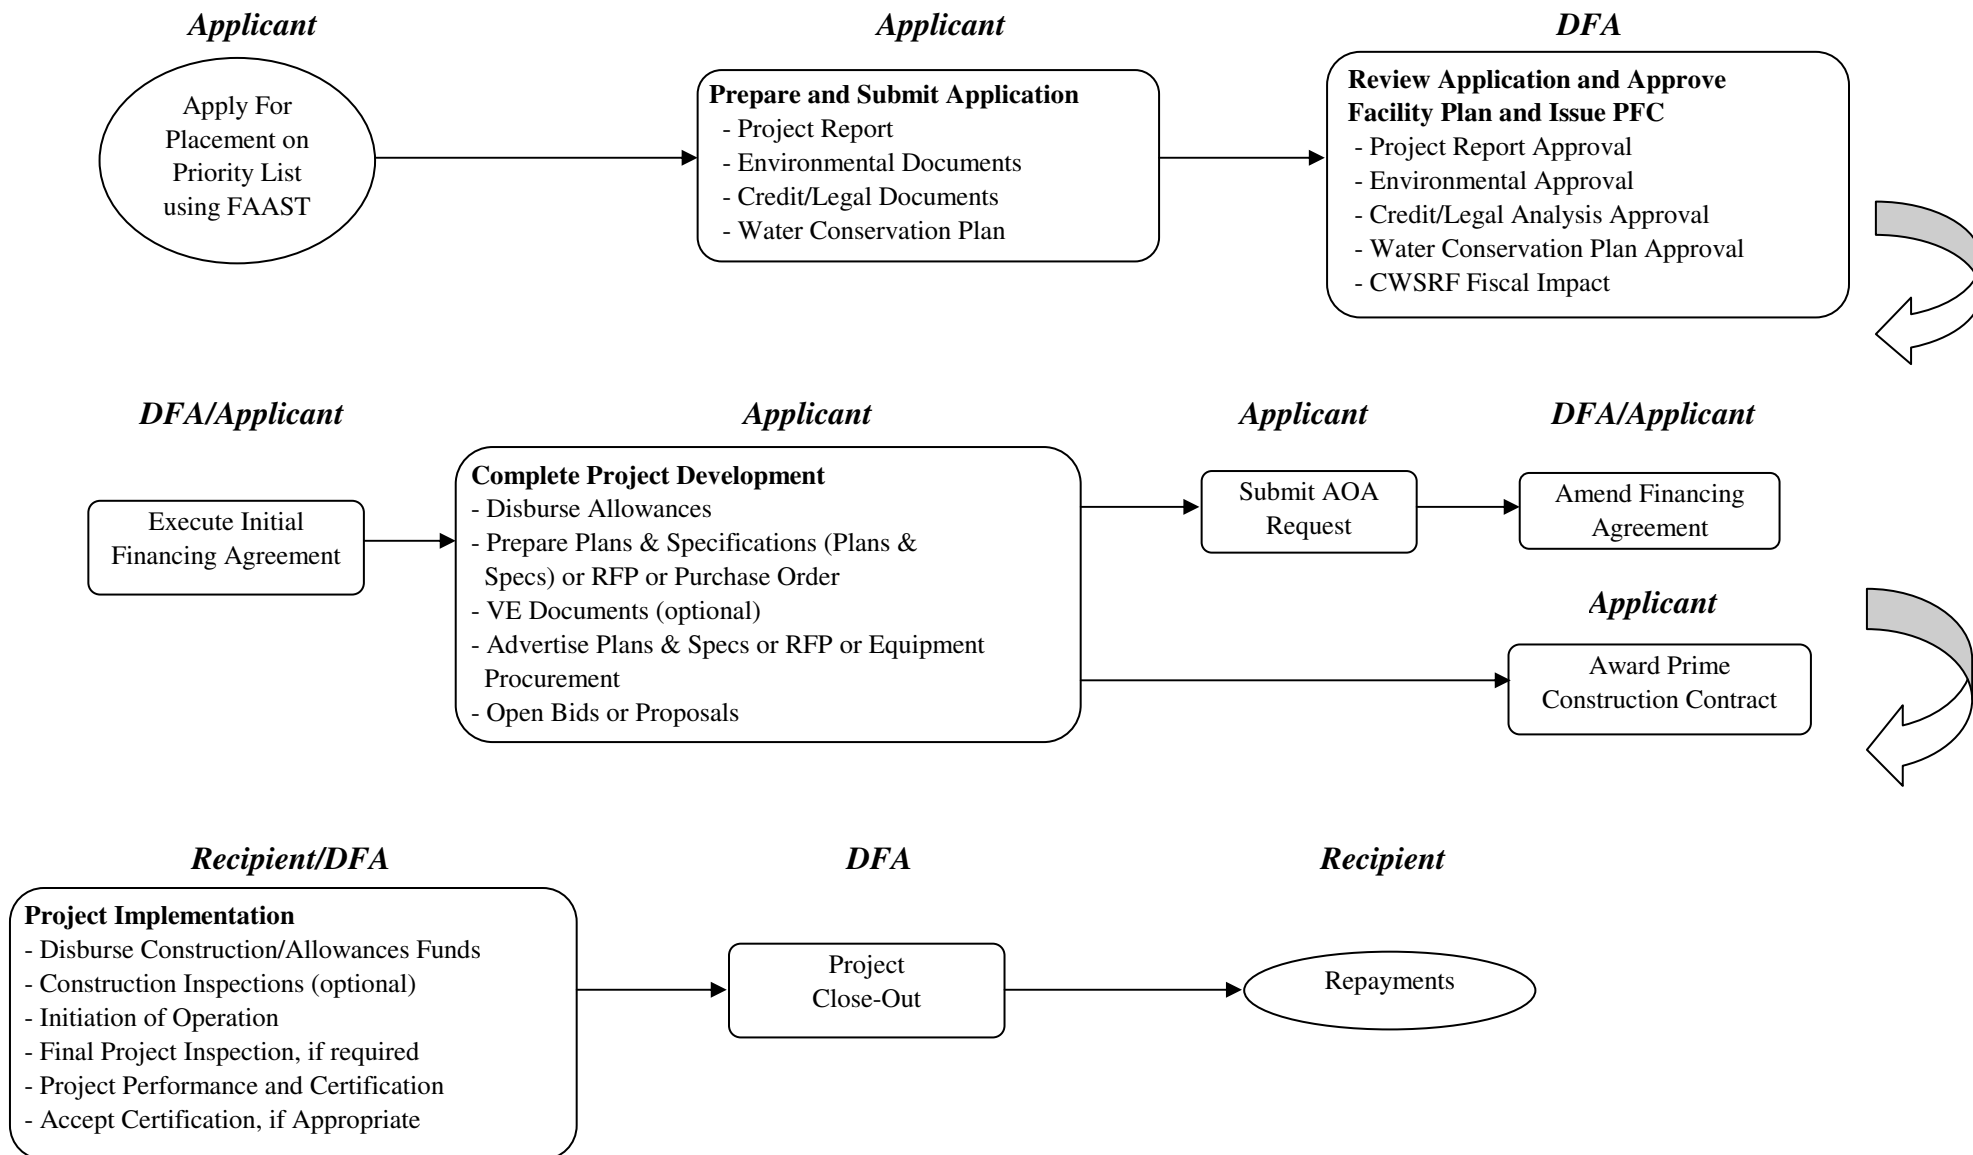 Applicant
Apply For
Placement on
Priority List
using FAAST
Applicant
Prepare and Submit Application
- Project Report
- Environmental Documents
- Credit/Legal Documents
- Water Conservation Plan
DFA
Review Application and Approve
Facility Plan and Issue PFC
- Project Report Approval
- Environmental Approval
- Credit/Legal Analysis Approval
- Water Conservation Plan Approval
- CWSRF Fiscal Impact
DFA/Applicant
Execute Initial
Financing Agreement
Applicant
Complete Project Development
- Disburse Allowances
- Prepare Plans & Specifications (Plans &
Specs) or RFP or Purchase Order
- VE Documents (optional)
- Advertise Plans & Specs or RFP or Equipment
Procurement
- Open Bids or Proposals
Applicant
Submit AOA
Request
DFA/Applicant
Amend Financing
Agreement
Applicant
Award Prime
Construction Contract
Recipient/DFA
Project Implementation
- Disburse Construction/Allowances Funds
- Construction Inspections (optional)
- Initiation of Operation
- Final Project Inspection, if required
- Project Performance and Certification
- Accept Certification, if Appropriate
DFA
Project
Close-Out
Recipient
Repayments